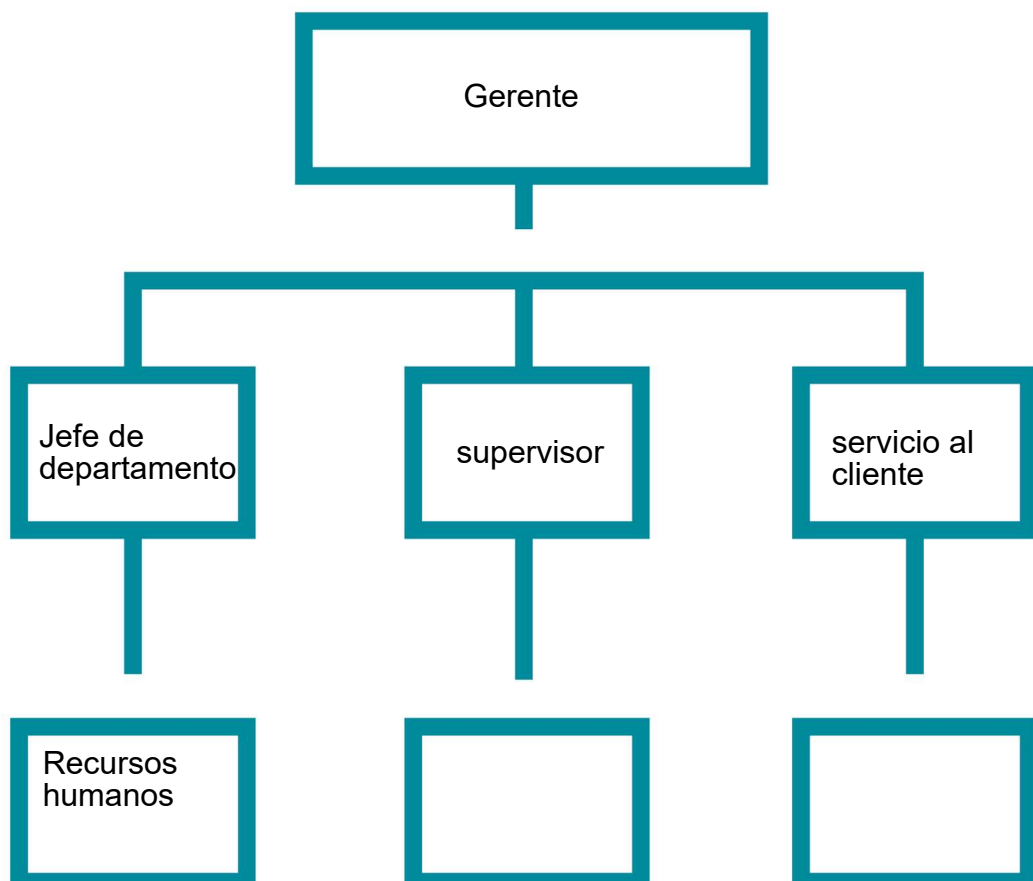 Gerente
Jefe de
departamento
supervisor
servicio al
cliente
Recursos
humanos